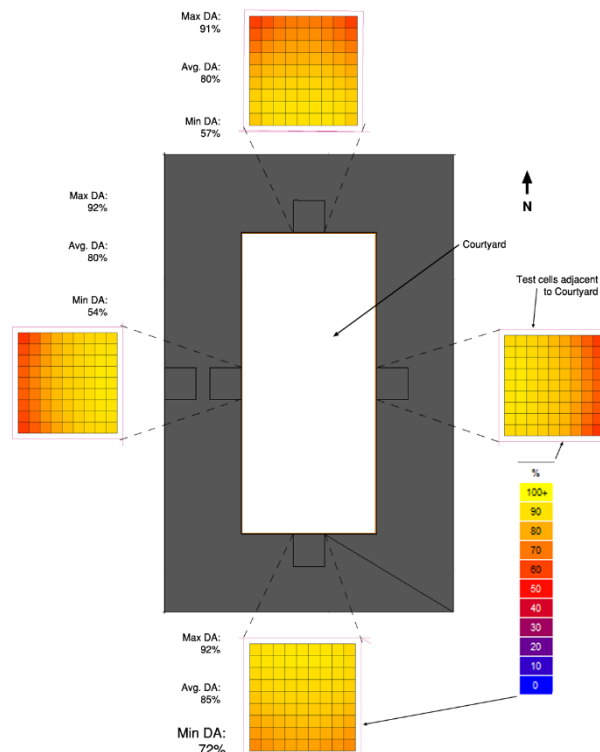 Max DA:
91%
Avg. DA:
80%
Min DA:
57%
Max DA:
92%
Avg. DA:
80%
Min DA:
54%
N
Courtyard
Test cells adjacent
to Courtyard
%
100+
90
80
70
60
50
40
30
20
10
0
Max DA:
92%
Avg. DA:
85%
Min DA:
72%